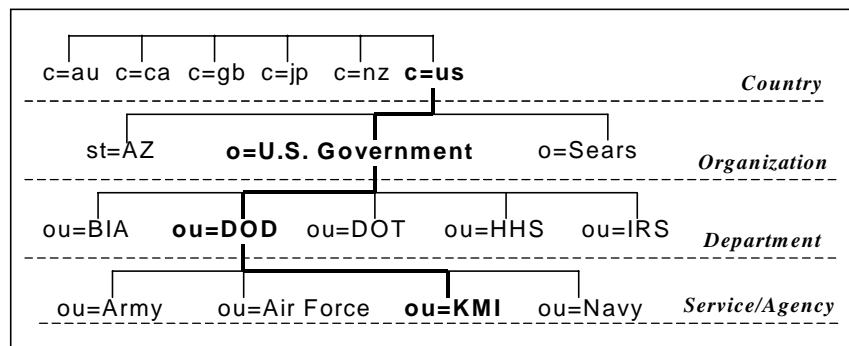 c=au c=ca c=gb c=jp c=nz c=us
Country
st=AZ o=U.S. Government o=Sears
Organization
ou=BIA ou=DOD ou=DOT ou=HHS ou=IRS
Department
ou=Army ou=Air Force ou=KMI ou=Navy
Service/Agency